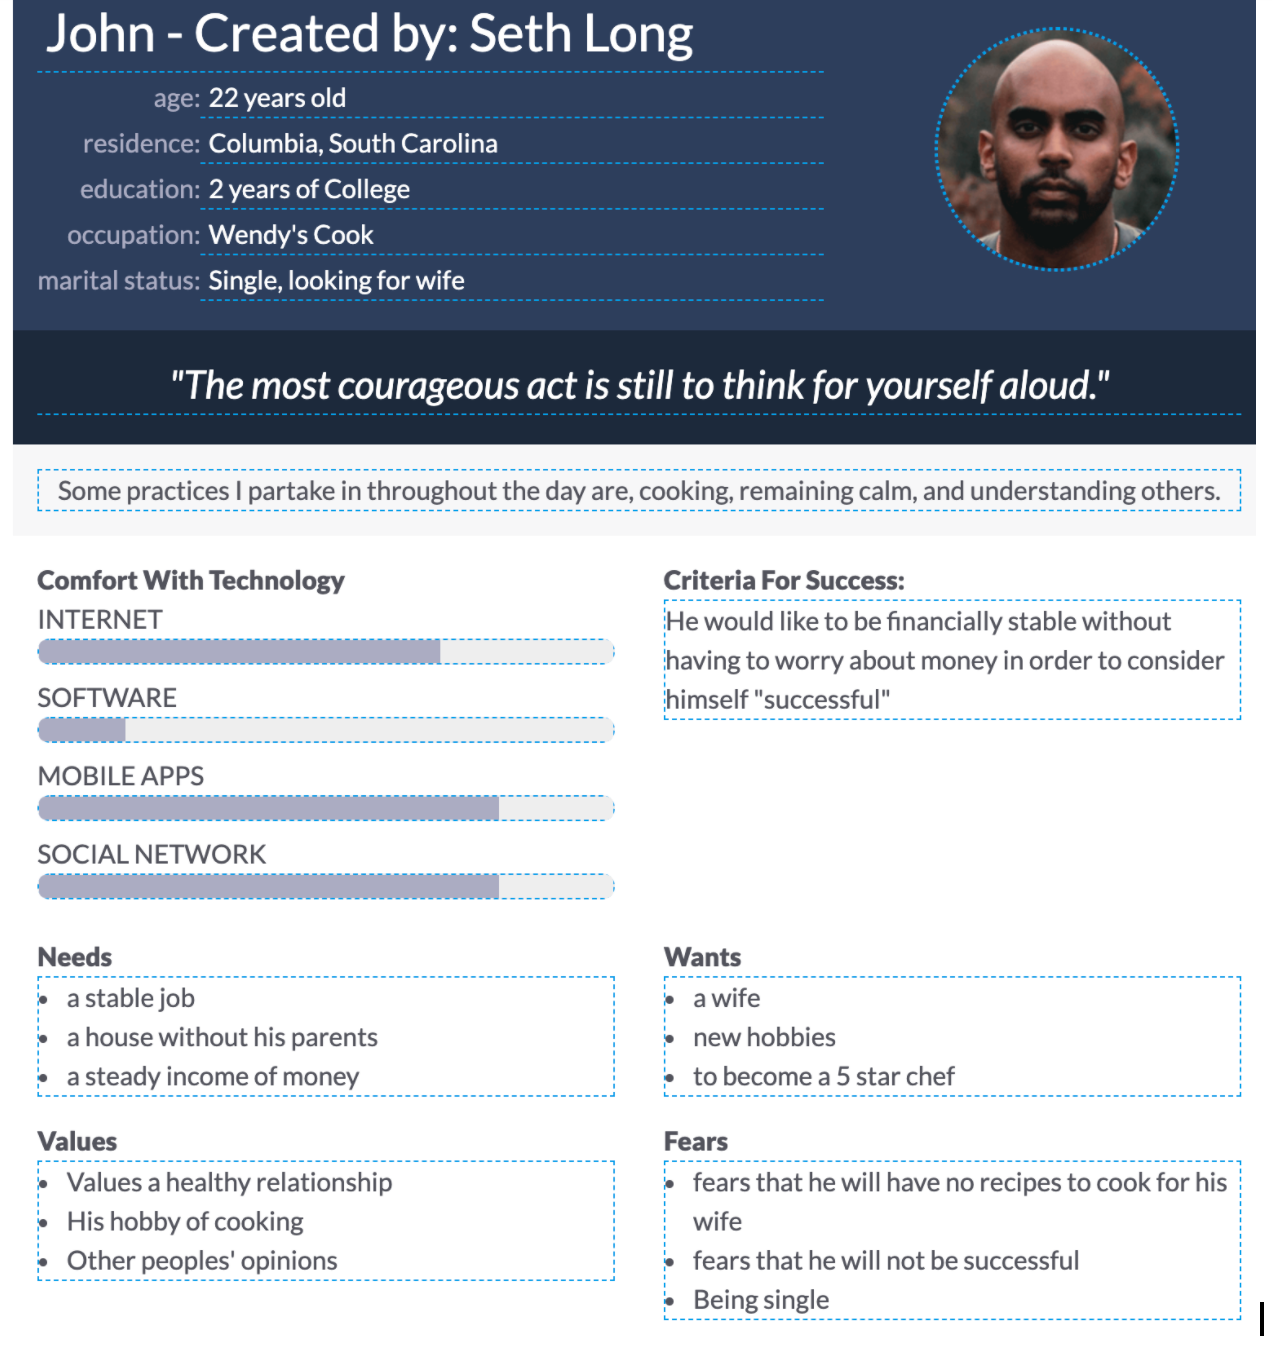 John - Created by: Seth Long
age: 22 years old
residence: Columbia, South Carolina
education: 2 years of College
occupation: Wendy's Cook
marital status: Single, looking for wife
"The most courageous act is still to think for yourself aloud."
Some practices I partake in throughout the day are, cooking, remaining calm, and understanding others.
Comfort With Technology
INTERNET
SOFTWARE
MOBILE APPS
SOCIAL NETWORK
Criteria For Success:
He would like to be financially stable without
having to worry about money in order to consider
himself "successful"
Needs
• a stable job
• a house without his parents
• a steady income of money
Wants
• a wife
• new hobbies
• to become a 5 star chef
Values
• Values a healthy relationship
• His hobby of cooking
• Other peoples' opinions
Fears
• fears that he will have no recipes to cook for his
wife
• fears that he will not be successful
• Being single